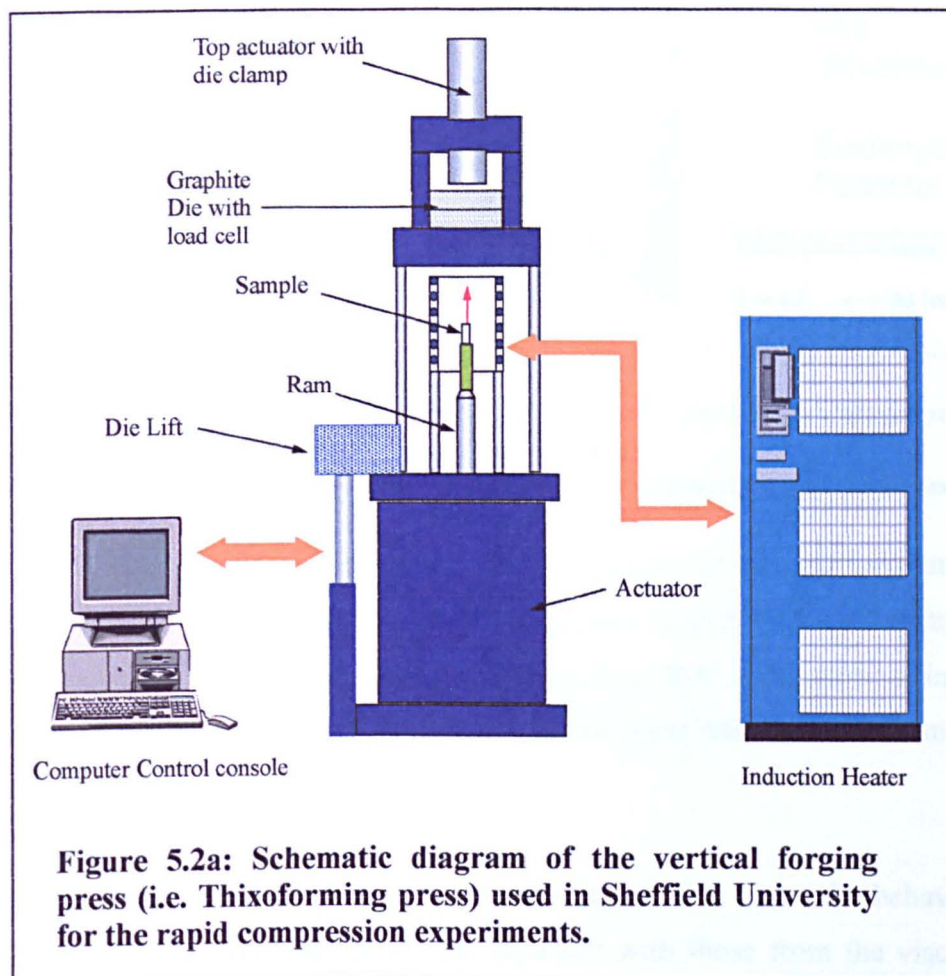 Top actuator with
die clamp
Graphite
Die with
load cell
Sample
Ram
Die Lift
Actuator
Computer Control console
Induction Heater
Figure 5.2a: Schematic diagram of the vertical forging
press (i.e. Thixoforming press) used in Sheffield University
for the rapid compression experiments.